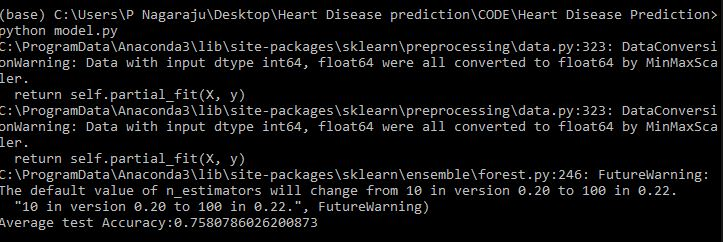 (base) C:\Users\P Nagaraju\Desktop\Heart Disease prediction\CODE\Heart Disease Prediction>
python model.py
C:\ProgramData\Anaconda3\lib\site-packages\sklearn\preprocessing\data.py:323: DataConversi
onWarning: Data with input dtype int64, float64 were all converted to float64 by MinMaxSca
ler.
  return self.partial_fit(X, y)
C:\ProgramData\Anaconda3\lib\site-packages\sklearn\preprocessing\data.py:323: DataConversi
onWarning: Data with input dtype int64, float64 were all converted to float64 by MinMaxSca
ler.
  return self.partial_fit(X, y)
C:\ProgramData\Anaconda3\lib\site-packages\sklearn\ensemble\forest.py:246: FutureWarning:
The default value of n_estimators will change from 10 in version 0.20 to 100 in 0.22.
  "10 in version 0.20 to 100 in 0.22.", FutureWarning)
Average test Accuracy:0.7580786026200873